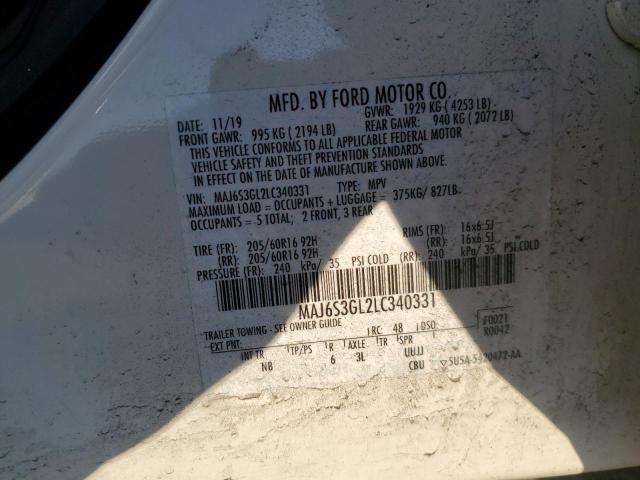 MFD. BY FORD MOTOR CO.
DATE: 11/19 GVWR: 1929 KG ( 4253 LB)
FRONT GAWR: 995 KG ( 2194 LB) REAR GAWR: 940 KG ( 2072 LB)
THIS VEHICLE CONFORMS TO ALL APPLICABLE FEDERAL MOTOR
VEHICLE SAFETY AND THEFT PREVENTION STANDARDS
IN EFFECT ON THE DATE OF MANUFACTURE SHOWN ABOVE.
VIN: MAJ6S3GL2LC340331 TYPE: MPV
MAXIMUM LOAD = OCCUPANTS + LUGGAGE = 375KG/ 827LB
OCCUPANTS = 5 TOTAL; 2 FRONT, 3 REAR
TIRE (FR): 205/60R16 92H RIMS (FR): 16x6.5J
(RR): 205/60R16 92H (RR): 16x6.5J
PRESSURE (FR): 240 kPa/ 35 PSI COLD (RR): 240 kPa/ 35 PSI.COLD
MAJ6S3GL2LC340331
TRAILER TOWING - SEE OWNER GUIDE F0021
EXT PNT: RC: 48 DSO: R0042
INT TR TP/PS R AXLE TR SPR
NB 6 3L UUJJ
CBU